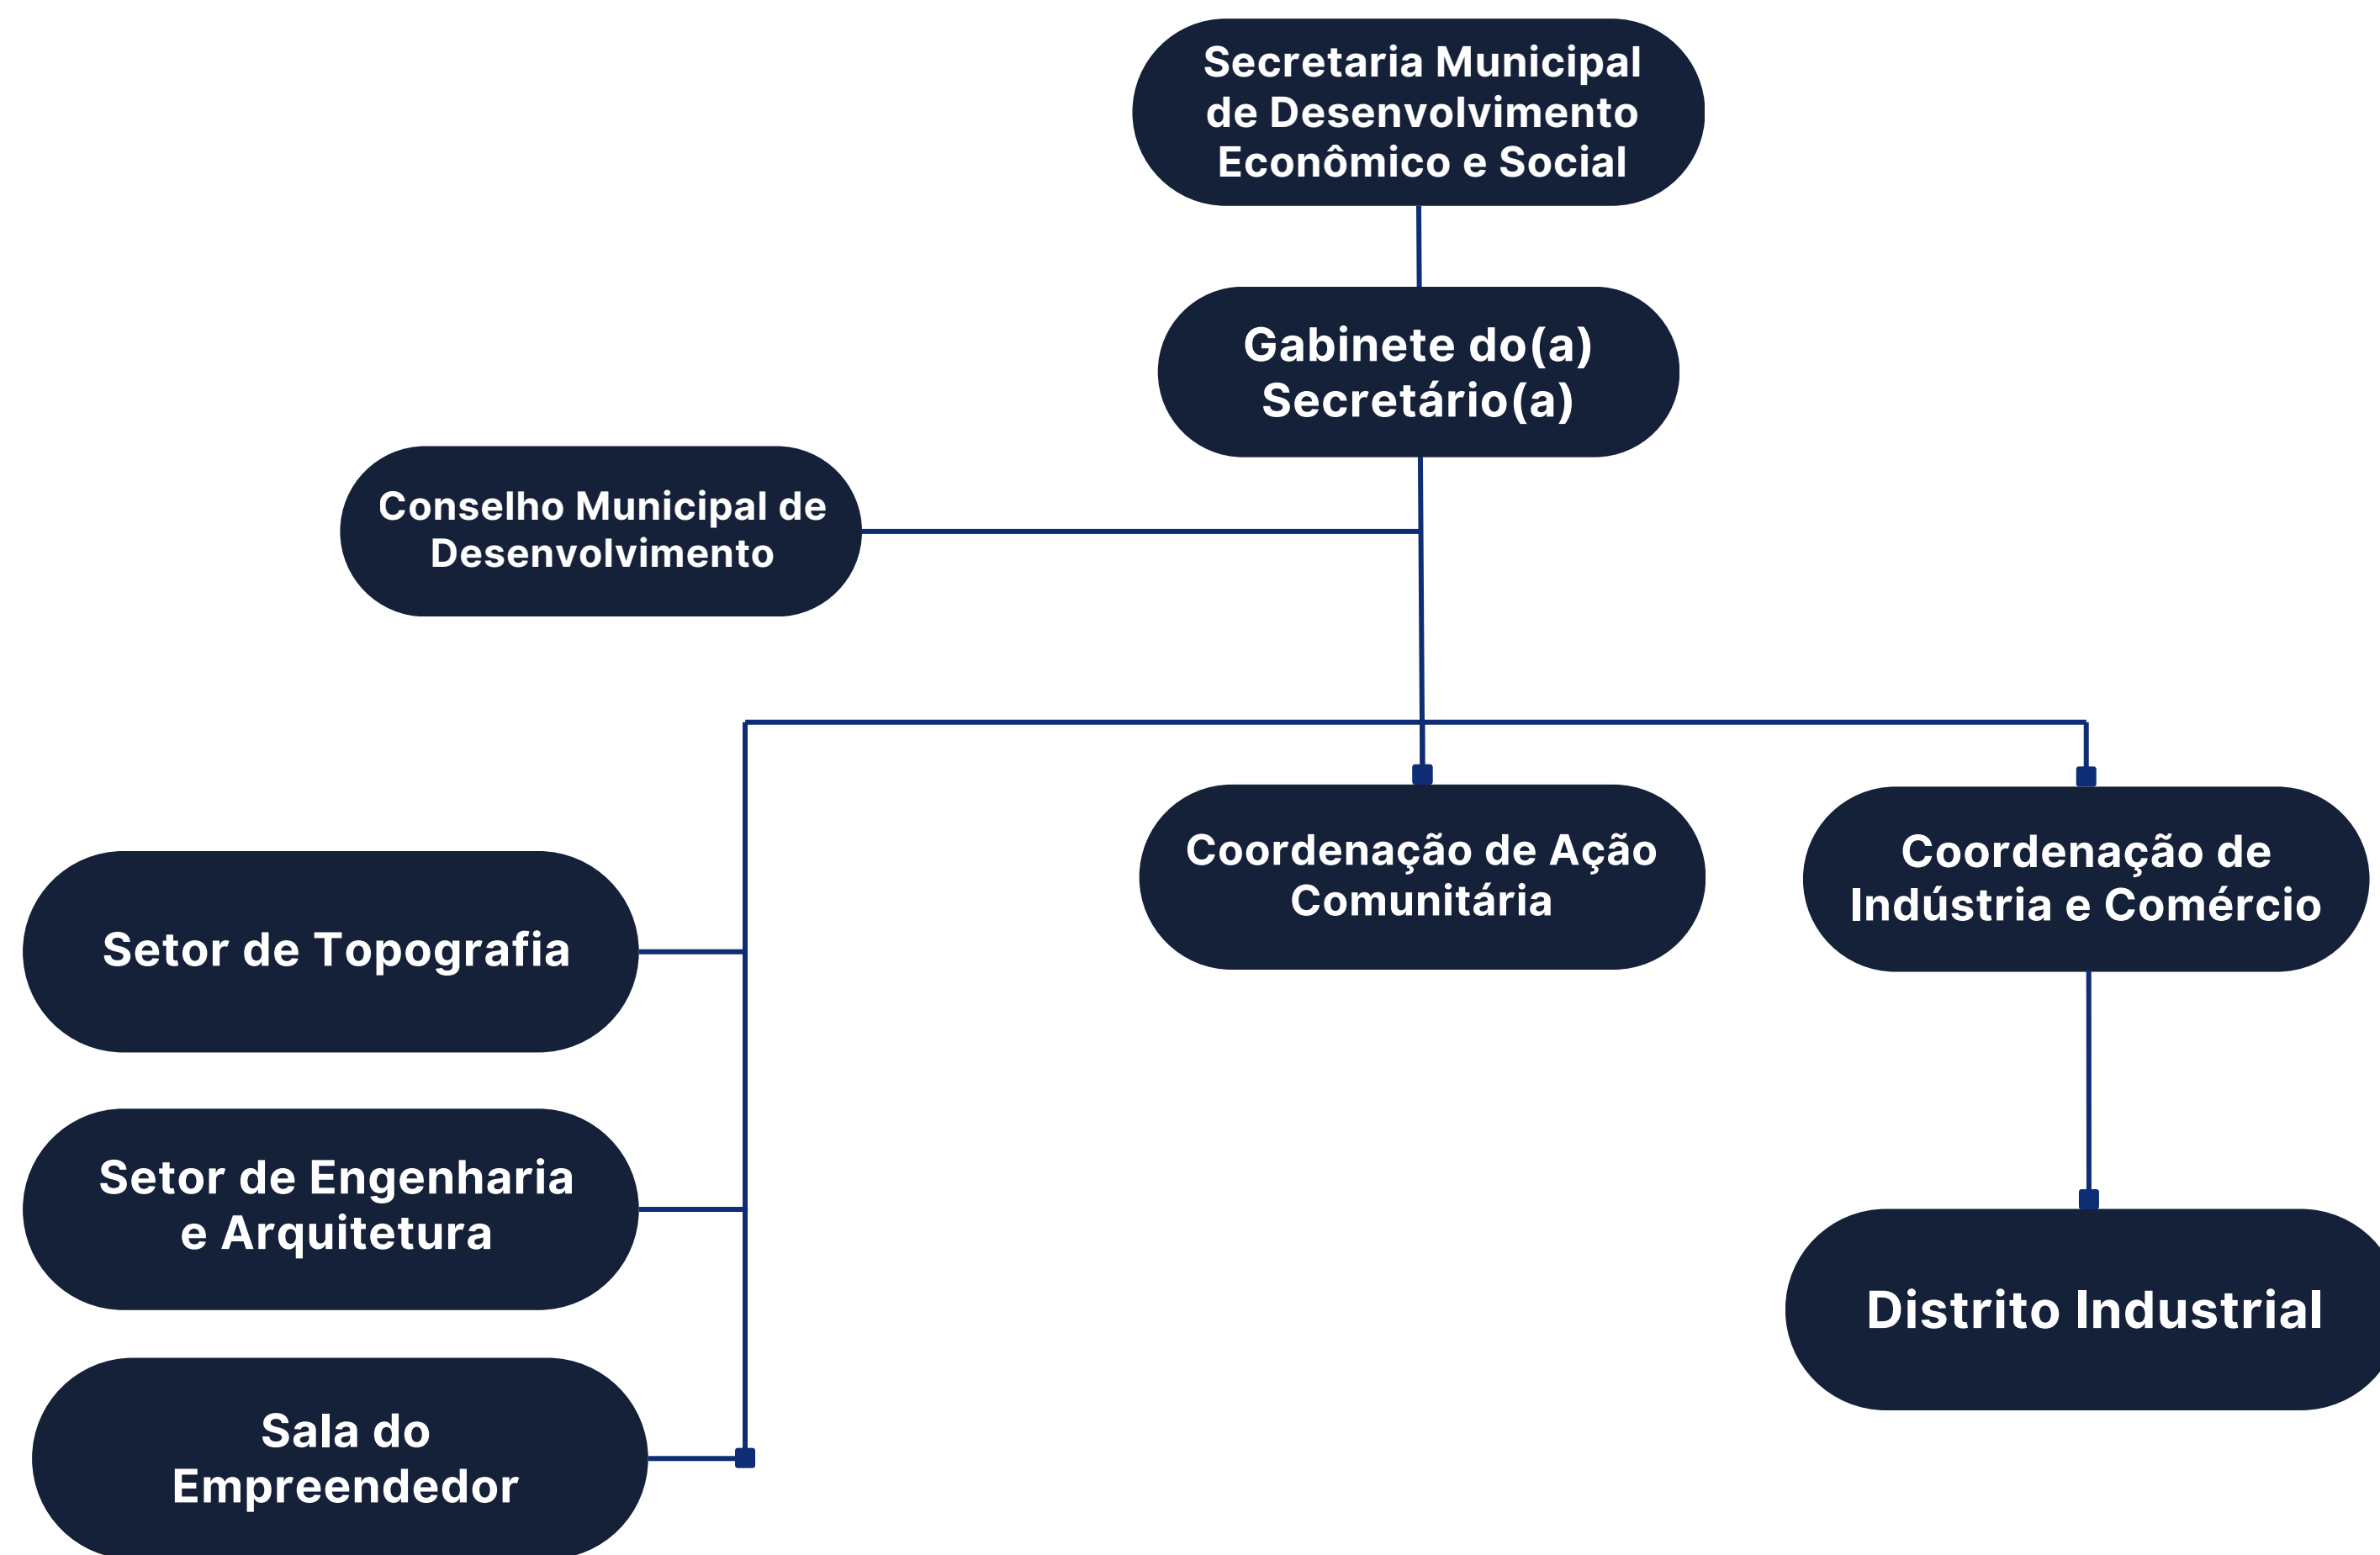 Secretaria Municipal
de Desenvolvimento
Econômico e Social
Gabinete do(a)
Secretário(a)
Conselho Municipal de
Desenvolvimento
Coordenação de Ação
Comunitária
Coordenação de
Indústria e Comércio
Setor de Topografia
Setor de Engenharia
e Arquitetura
Distrito Industrial
Sala do
Empreendedor